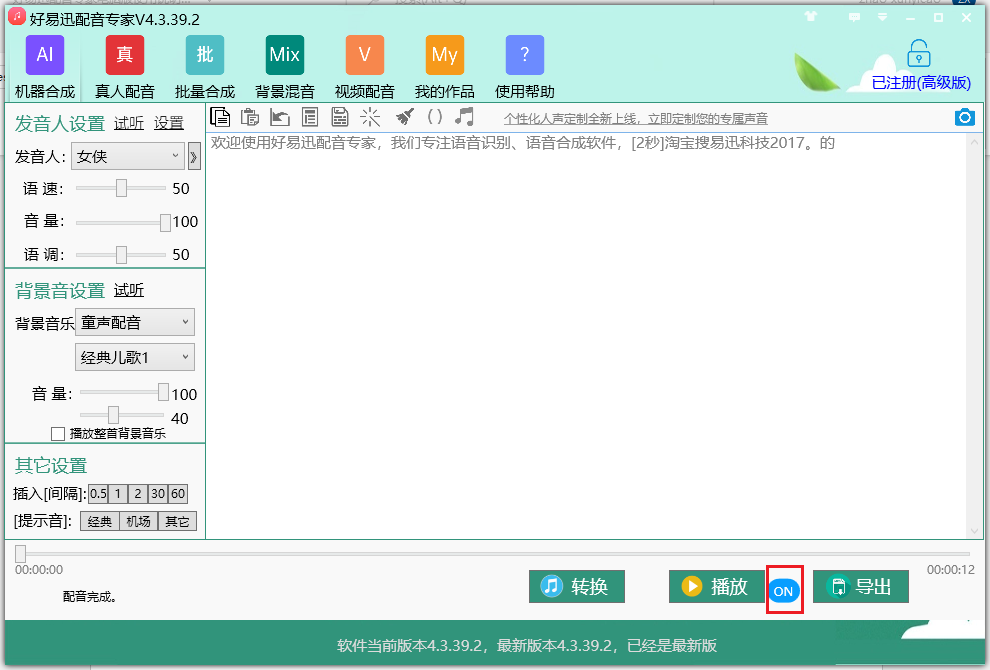 好易迅配音专家V4.3.39.2
AI 真 批 Mix V My ?
机器合成 真人配音 批量合成 背景混音 视频配音 我的作品 使用帮助
已注册(高级版)
发音人设置 试听 设置
个性化人声定制全新上线，立即定制您的专属声音
欢迎使用好易迅配音专家，我们专注语音识别、语音合成软件，[2秒]淘宝搜易迅科技2017。的
发音人: 女侠
语 速: 50
音 量: 100
语 调: 50
背景音设置 试听
背景音乐 童声配音
经典儿歌1
音 量: 100
40
播放整首背景音乐
其它设置
插入[间隔]: 0.5 1 2 30 60
[提示音]: 经典 机场 其它
00:00:00 00:00:12
配音完成。
转换 播放 ON 导出
软件当前版本4.3.39.2，最新版本4.3.39.2，已经是最新版